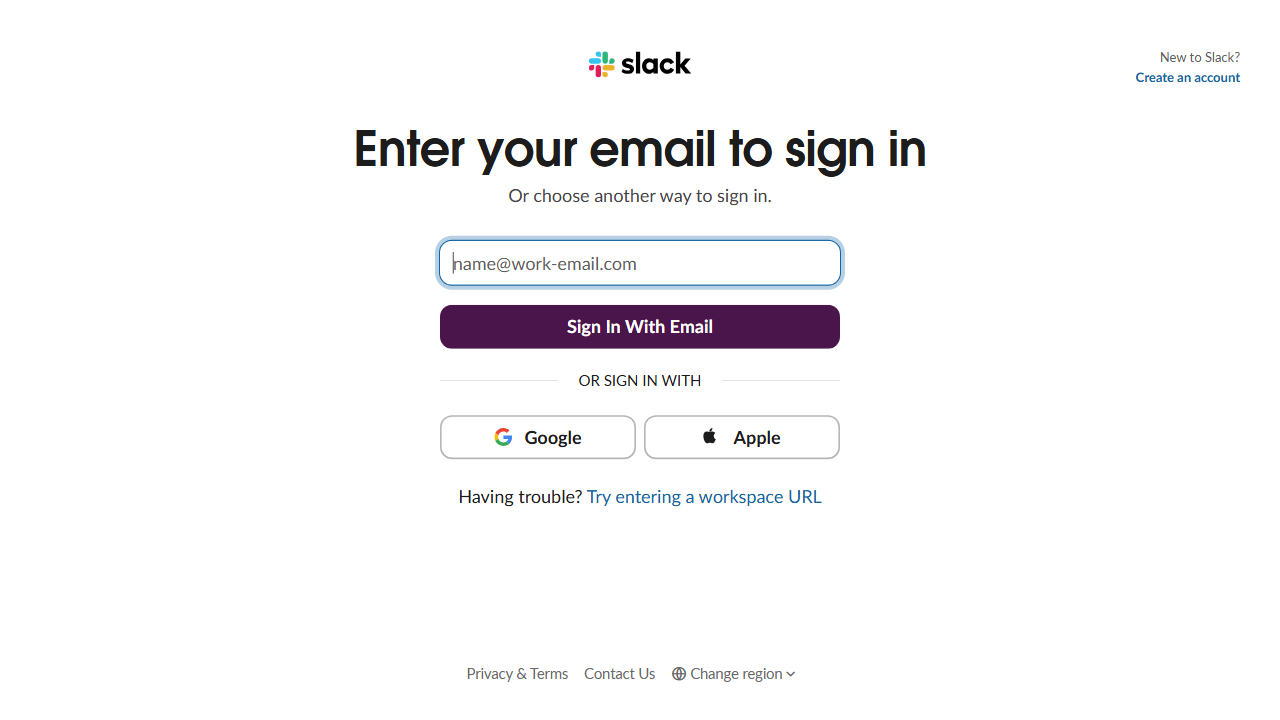 slack
New to Slack?
Create an account
Enter your email to sign in
Or choose another way to sign in.
name@work-email.com
Sign In With Email
OR SIGN IN WITH
Google
Apple
Having trouble? Try entering a workspace URL
Privacy & Terms
Contact Us
Change region